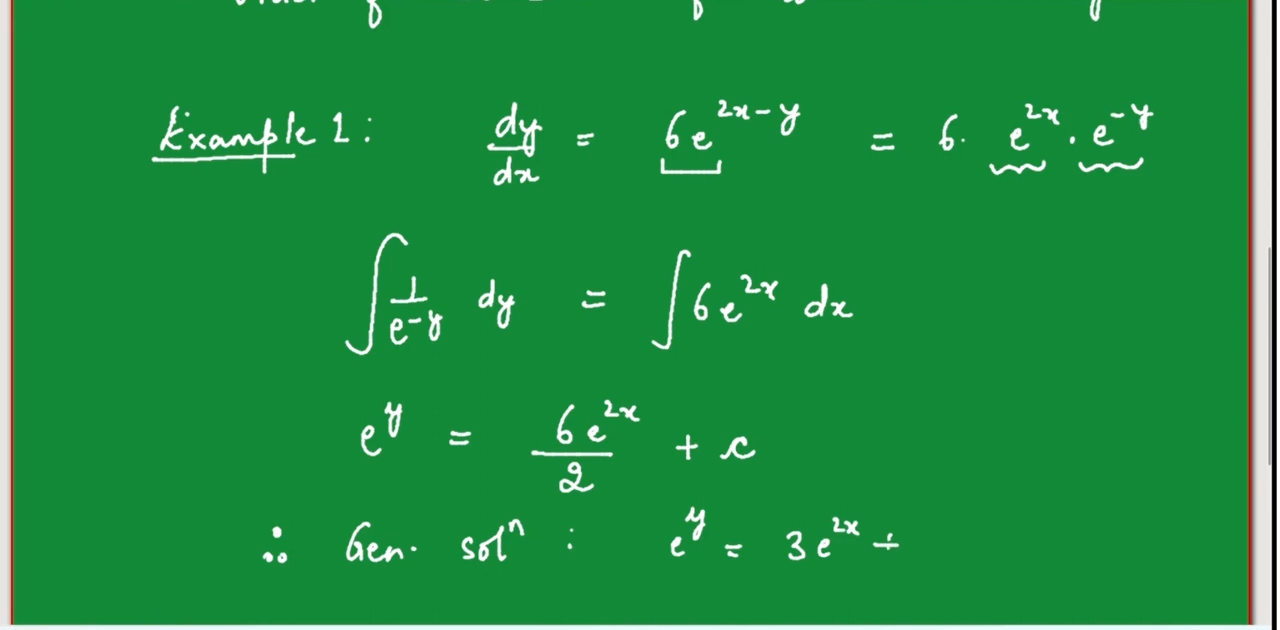 Example 1: dy/dx = 6e^{2x-y} = 6. e^{2x} . e^{-y}
∫ 1/e^{-y} dy = ∫ 6e^{2x} dx
e^y = 6e^{2x}/2 + c
∴ Gen. solⁿ : e^y = 3e^{2x} +